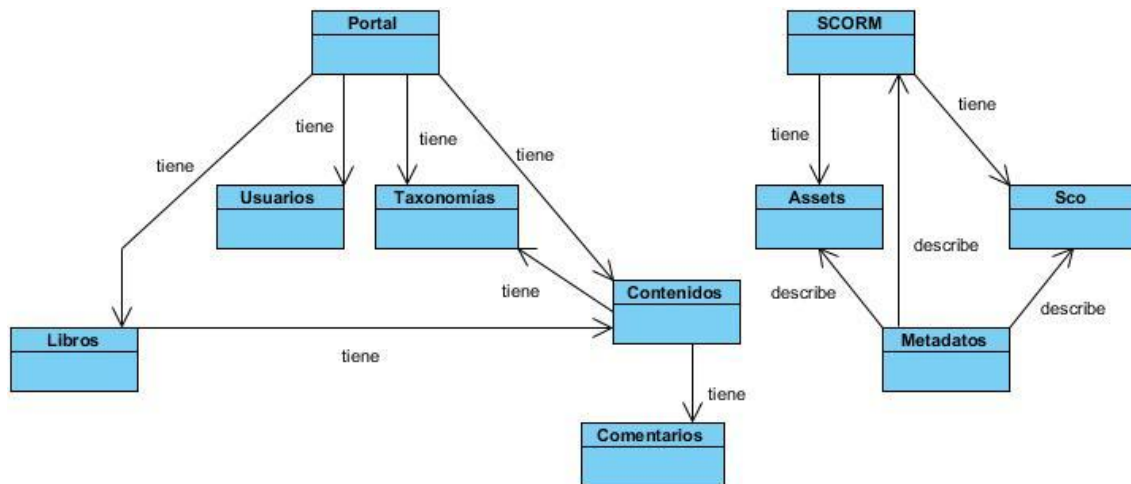 Portal
SCORM
tiene
tiene
tiene
tiene
tiene
tiene
Usuarios
Taxonomías
Assets
Sco
describe
tiene
Contenidos
describe
describe
Libros
Metadatos
tiene
tiene
Comentarios